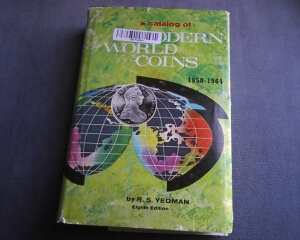 a catalog of
MODERN
WORLD
COINS
1850-1964
by R. S. YEOMAN
Eighth Edition